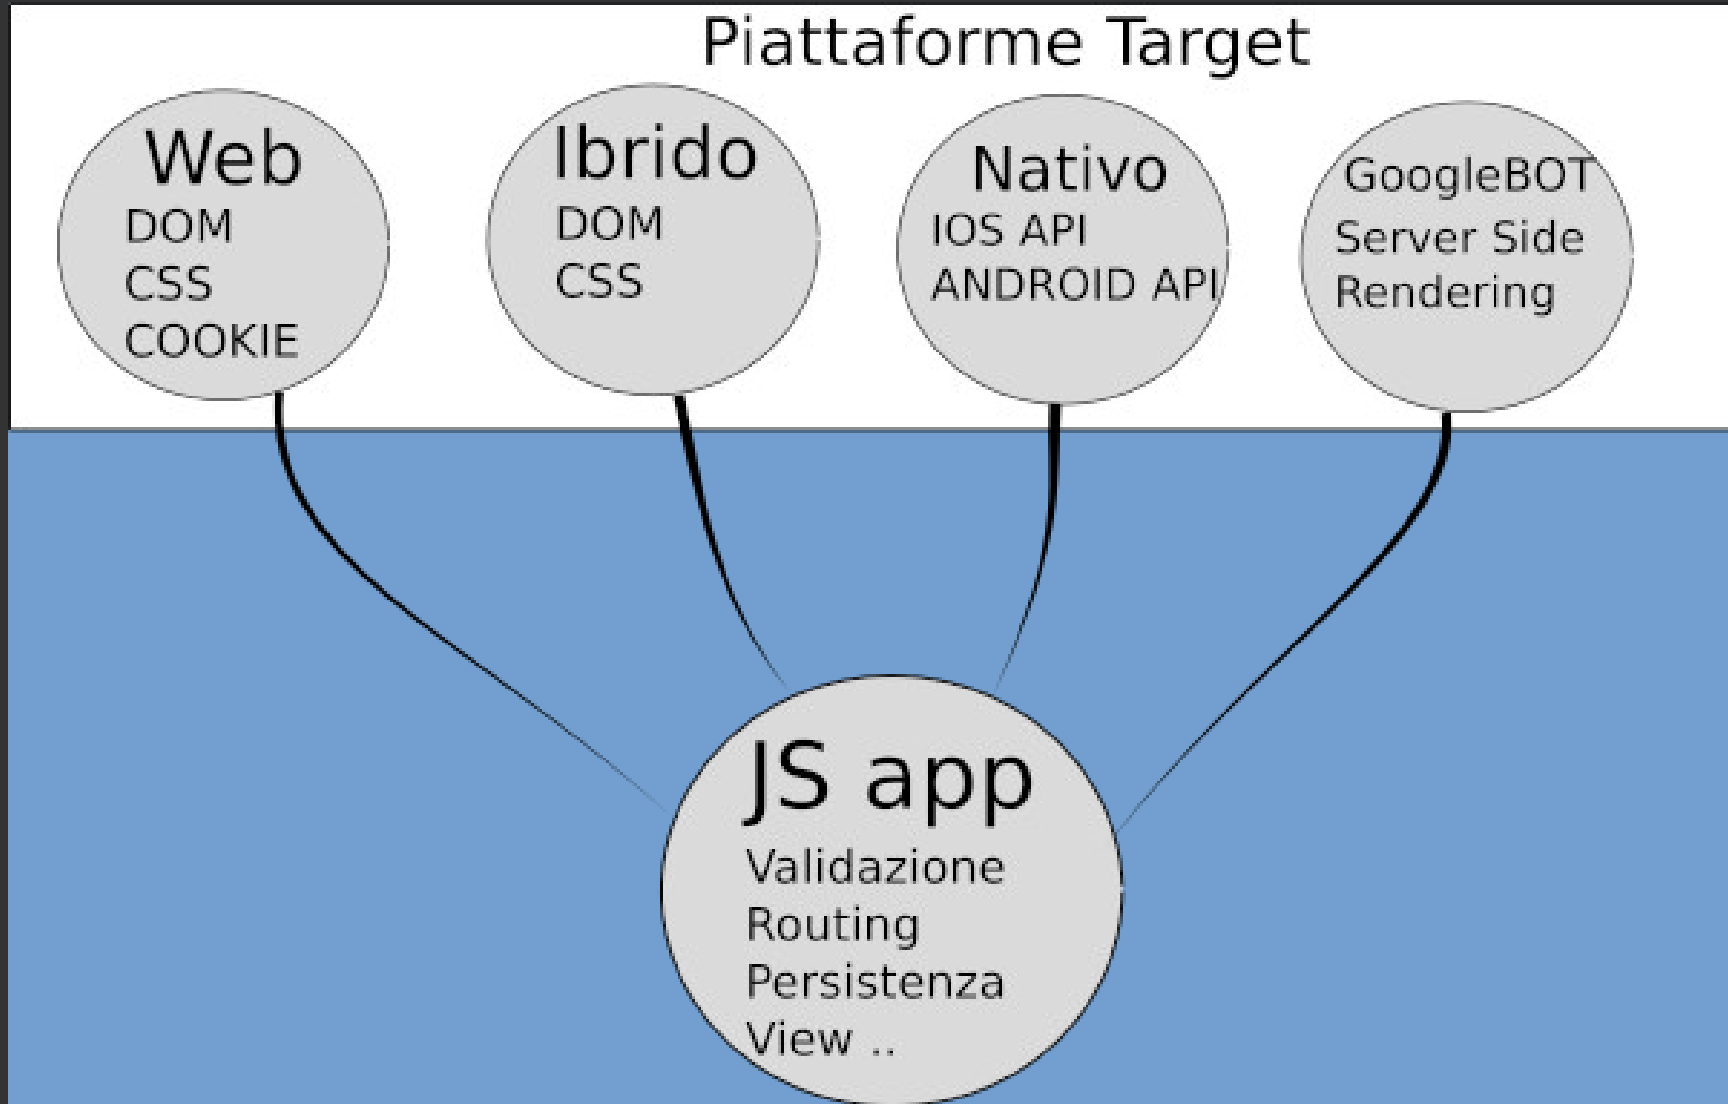 Piattaforme Target
Web
DOM
CSS
COOKIE
Ibrido
DOM
CSS
Nativo
IOS API
ANDROID API
GoogleBOT
Server Side
Rendering
JS app
Validazione
Routing
Persistenza
View ..